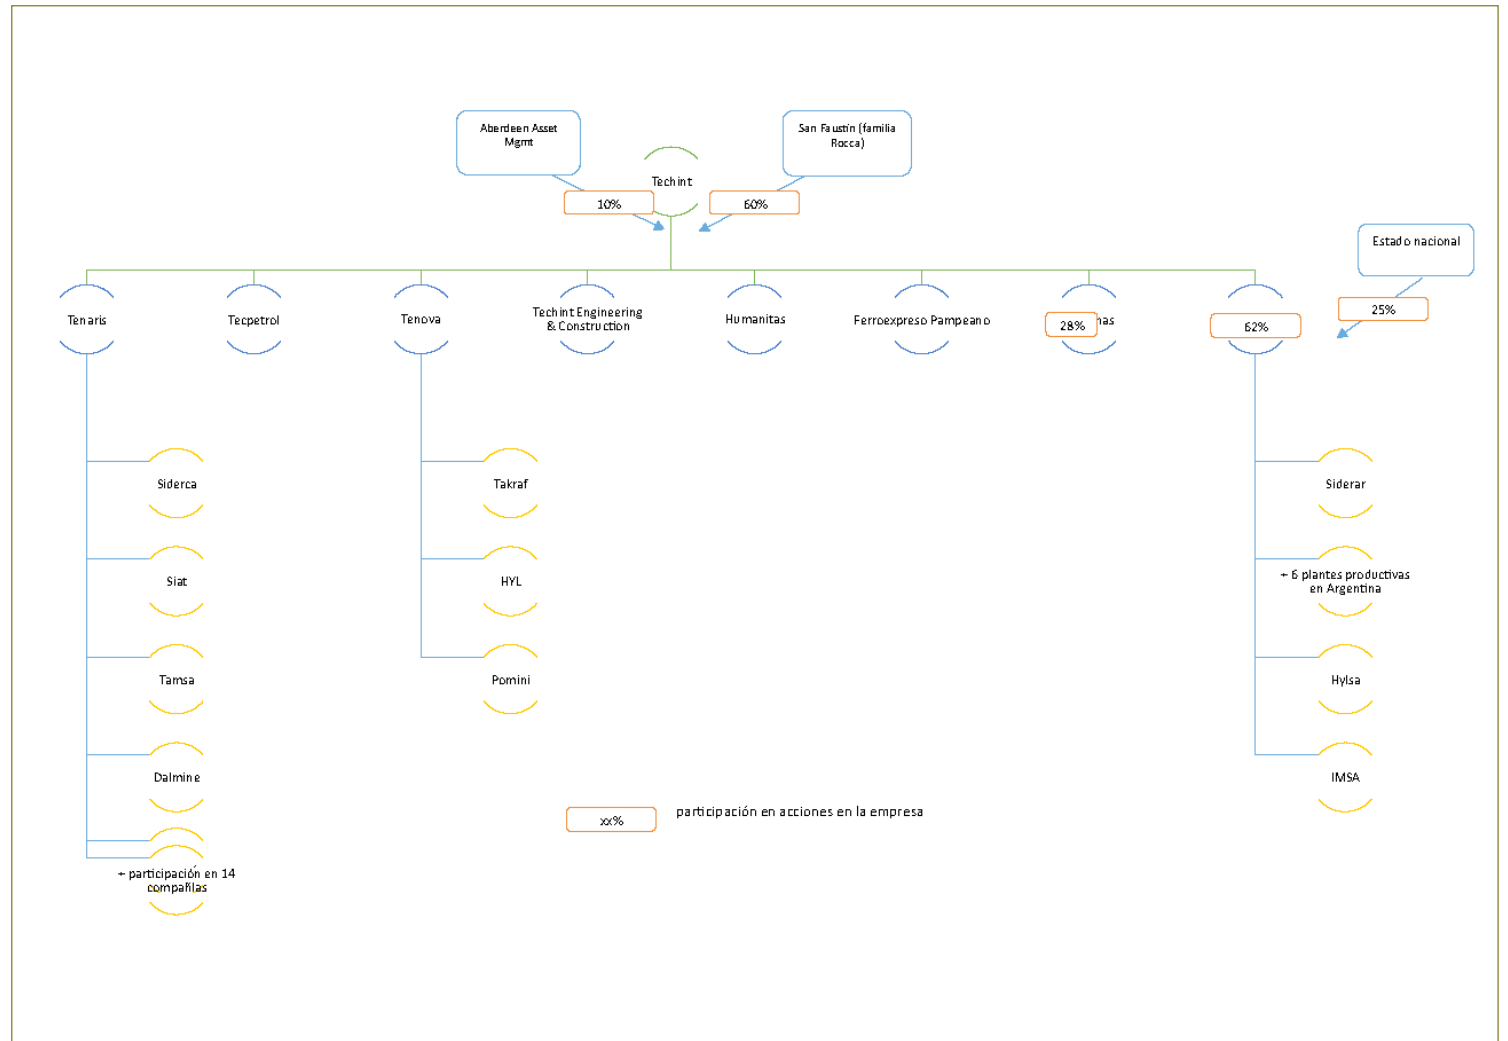 Aberdeen Asset
Mgmt
San Faustín (familia
Rocca)
Techint
10%
60%
Estado nacional
25%
Tenaris
Tecpetrol
Tenova
Techint Engineering
& Construction
Humanitas
Ferroexpreso Pampeano
28%
62%
Siderca
Takraf
Siderar
Siat
HYL
+ 6 plantes productivas
en Argentina
Tamsa
Pomini
Hylsa
Dalmine
IMSA
xx%
participación en acciones en la empresa
+ participación en 14
compañías